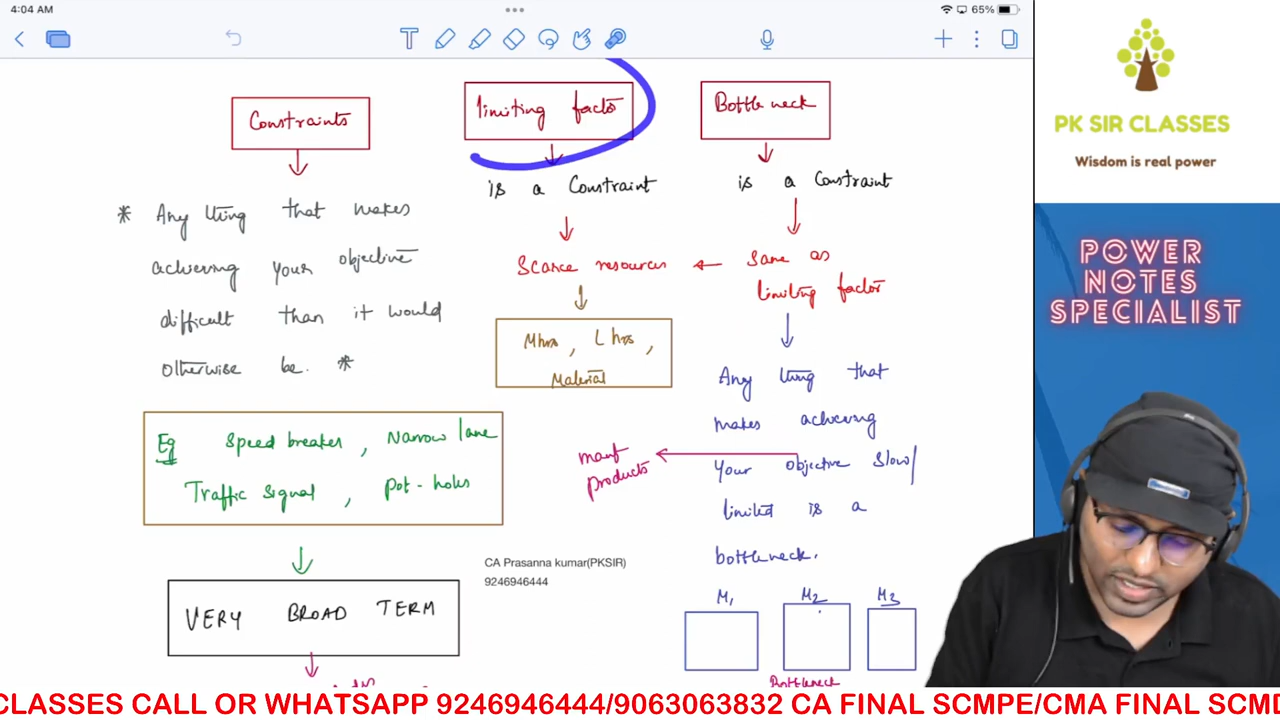 4:04 AM
65%
T
Constraints
* Any thing that makes
achieving your objective
difficult than it would
otherwise be. *
Eg Speed breaker, Narrow lane
Traffic signal, Pot-holes
VERY BROAD TERM
limiting factor
is a Constraint
Scarce resources
Mhrs, Lhrs,
Material
Bottleneck
is a Constraint
Same as
limiting factor
Any thing that
makes achieving
your objective slow/
limited is a
bottleneck.
manf
products
CA Prasanna kumar(PKSIR)
9246946444
M1 M2 M3
Bottleneck
PK SIR CLASSES
Wisdom is real power
POWER
NOTES
SPECIALIST
CLASSES CALL OR WHATSAPP 9246946444/9063063832 CA FINAL SCMPE/CMA FINAL SCM